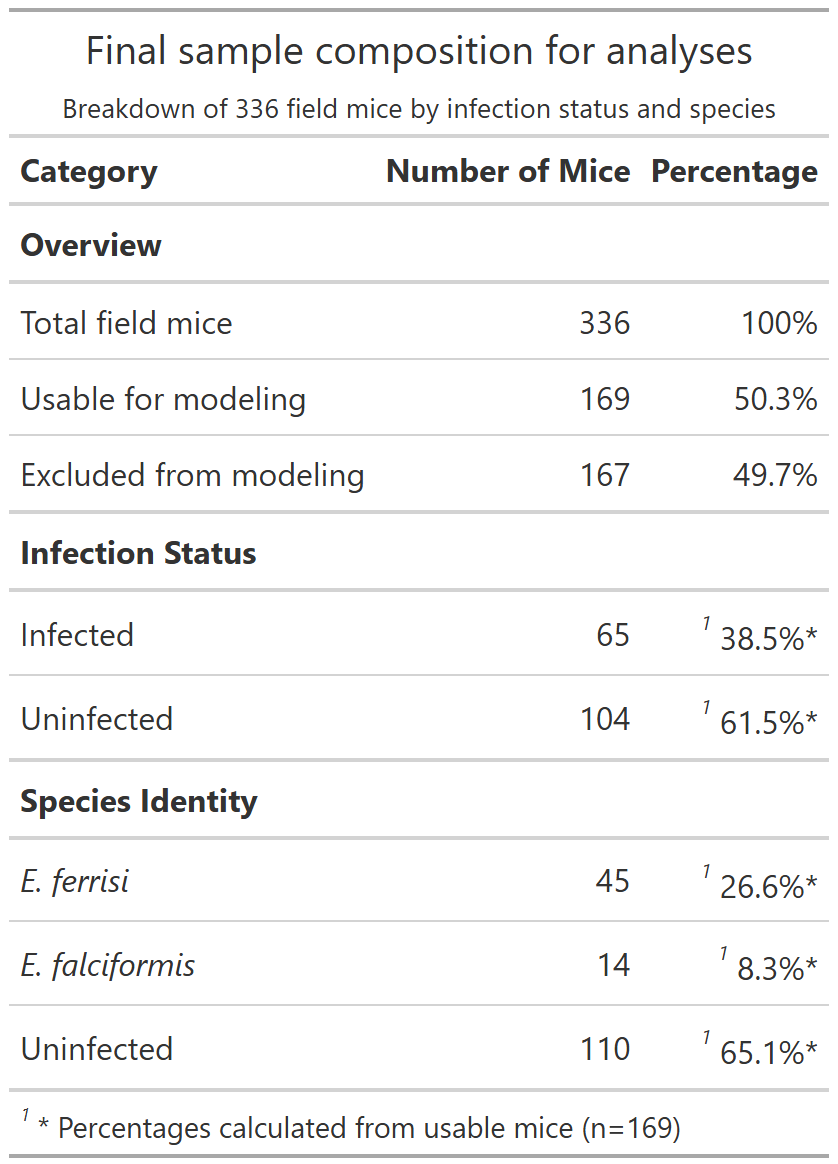 Final sample composition for analyses
Breakdown of 336 field mice by infection status and species
Category Number of Mice Percentage
Overview
Total field mice 336 100%
Usable for modeling 169 50.3%
Excluded from modeling 167 49.7%
Infection Status
Infected 65 1 38.5%*
Uninfected 104 1 61.5%*
Species Identity
E. ferrisi 45 1 26.6%*
E. falciformis 14 1 8.3%*
Uninfected 110 1 65.1%*
1 * Percentages calculated from usable mice (n=169)